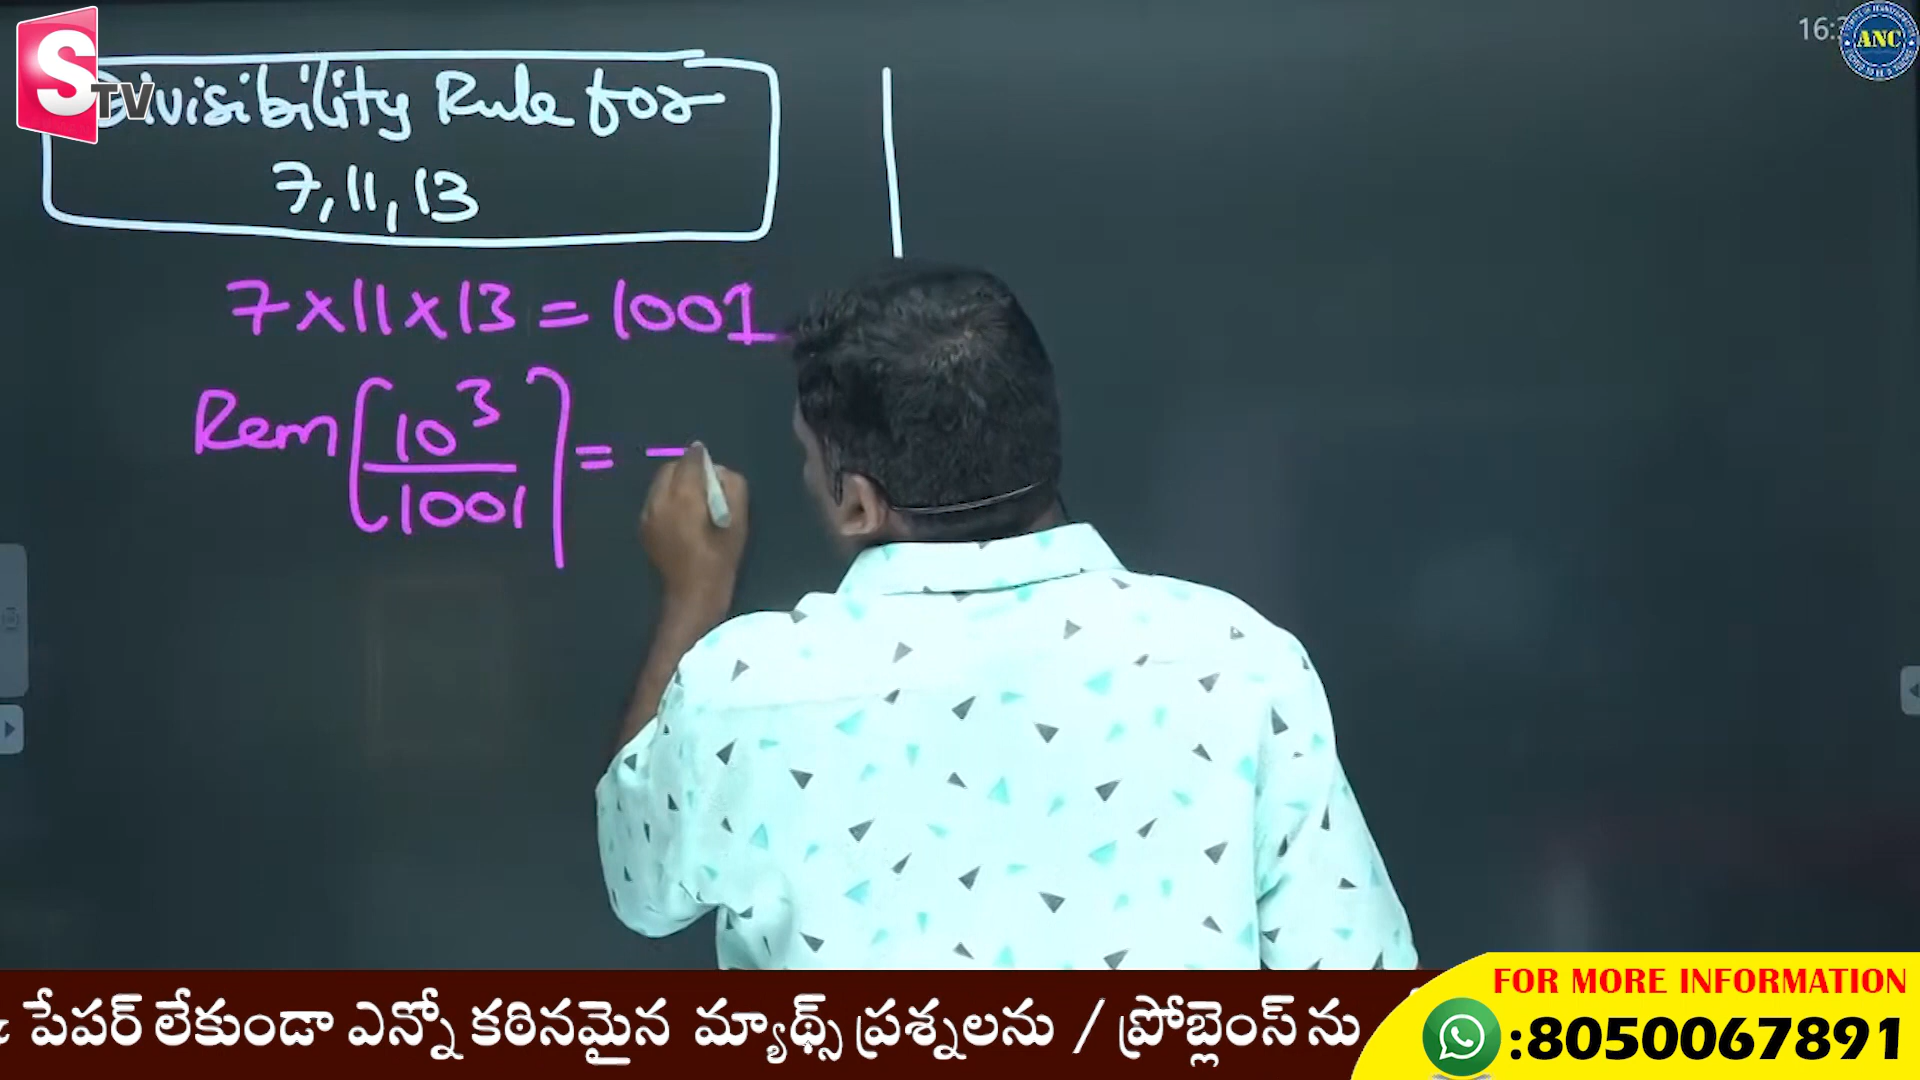 STV
16:3
ANC
Divisibility Rule for
7, 11, 13
7×11×13 = 1001
Rem[10³/1001] = –
పేపర్ లేకుండా ఎన్నో కఠినమైన మ్యాథ్స్ ప్రశ్నలను / ప్రోబ్లెంస్ ను
FOR MORE INFORMATION
:8050067891